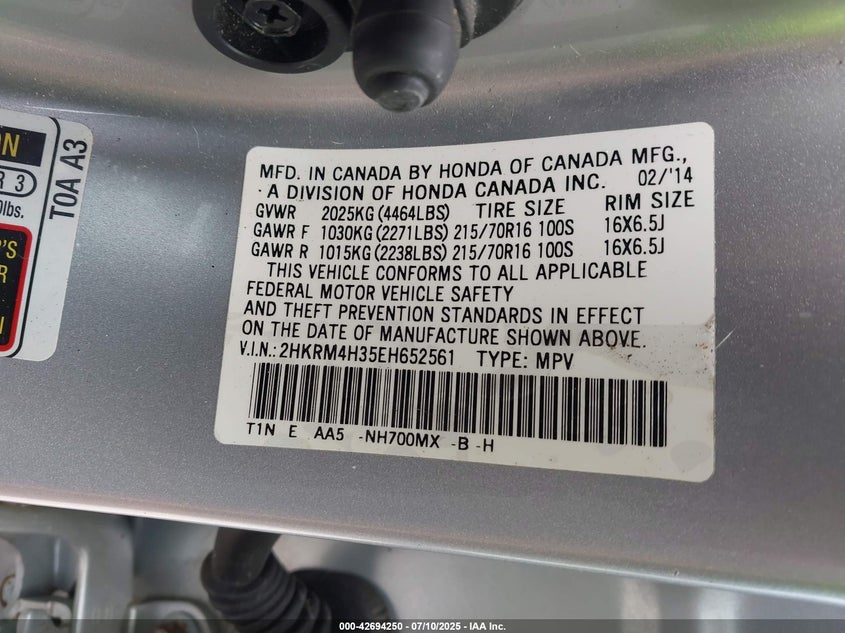 MFD. IN CANADA BY HONDA OF CANADA MFG.,
A DIVISION OF HONDA CANADA INC. 02/'14
GVWR 2025KG (4464LBS) TIRE SIZE RIM SIZE
GAWR F 1030KG (2271LBS) 215/70R16 100S 16X6.5J
GAWR R 1015KG (2238LBS) 215/70R16 100S 16X6.5J
THIS VEHICLE CONFORMS TO ALL APPLICABLE
FEDERAL MOTOR VEHICLE SAFETY
AND THEFT PREVENTION STANDARDS IN EFFECT
ON THE DATE OF MANUFACTURE SHOWN ABOVE.
V.I.N.: 2HKRM4H35EH652561 TYPE: MPV
T1N E AA5 -NH700MX -B -H
T0A A3
ON
R 3
0lbs.
'S
R
000-42694250 - 07/10/2025 - IAA Inc.